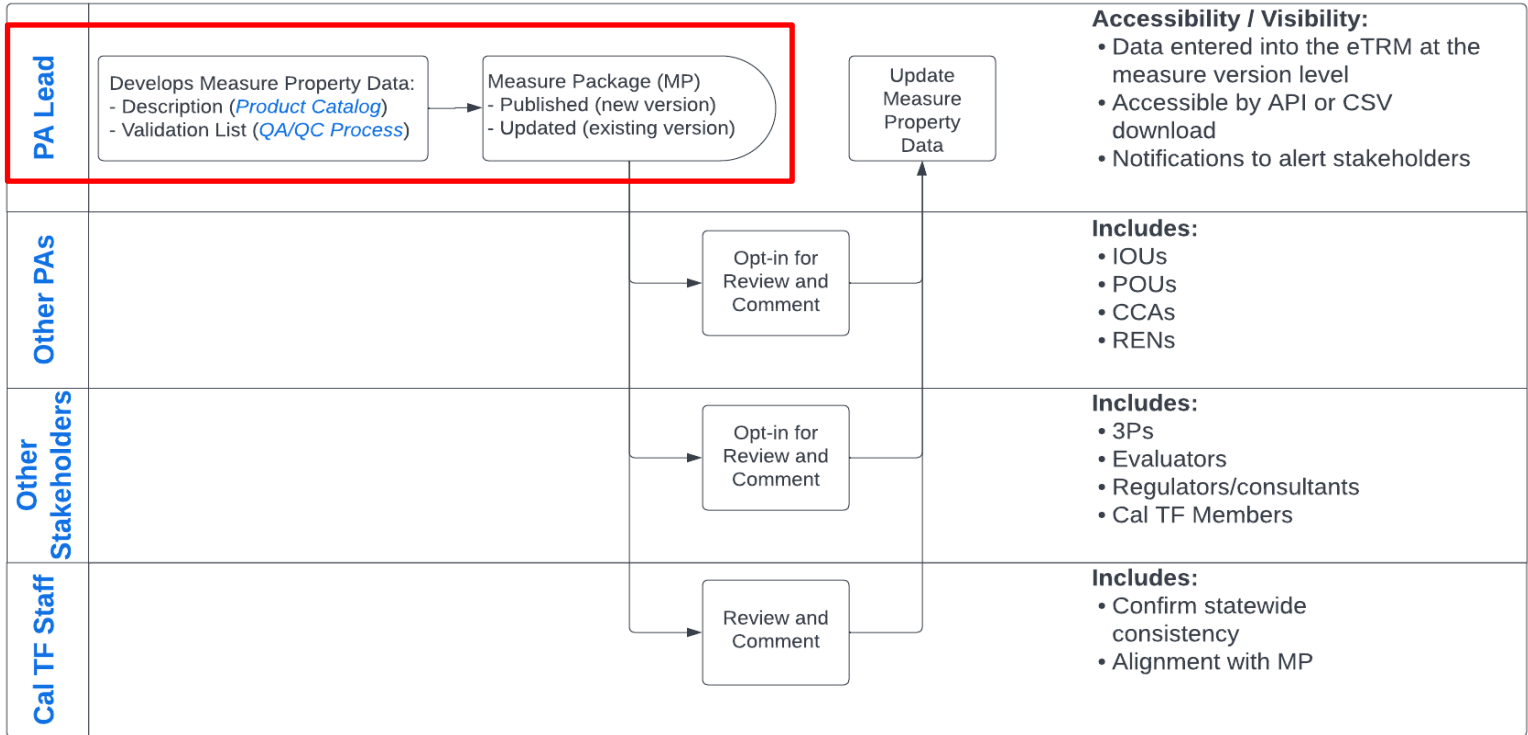 PA Lead
Develops Measure Property Data:
- Description (Product Catalog)
- Validation List (QA/QC Process)
Measure Package (MP)
- Published (new version)
- Updated (existing version)
Update
Measure
Property
Data
Accessibility / Visibility:
• Data entered into the eTRM at the
measure version level
• Accessible by API or CSV
download
• Notifications to alert stakeholders
Other PAs
Opt-in for
Review and
Comment
Includes:
• IOUs
• POUs
• CCAs
• RENs
Other
Stakeholders
Opt-in for
Review and
Comment
Includes:
• 3Ps
• Evaluators
• Regulators/consultants
• Cal TF Members
Cal TF Staff
Review and
Comment
Includes:
• Confirm statewide
consistency
• Alignment with MP